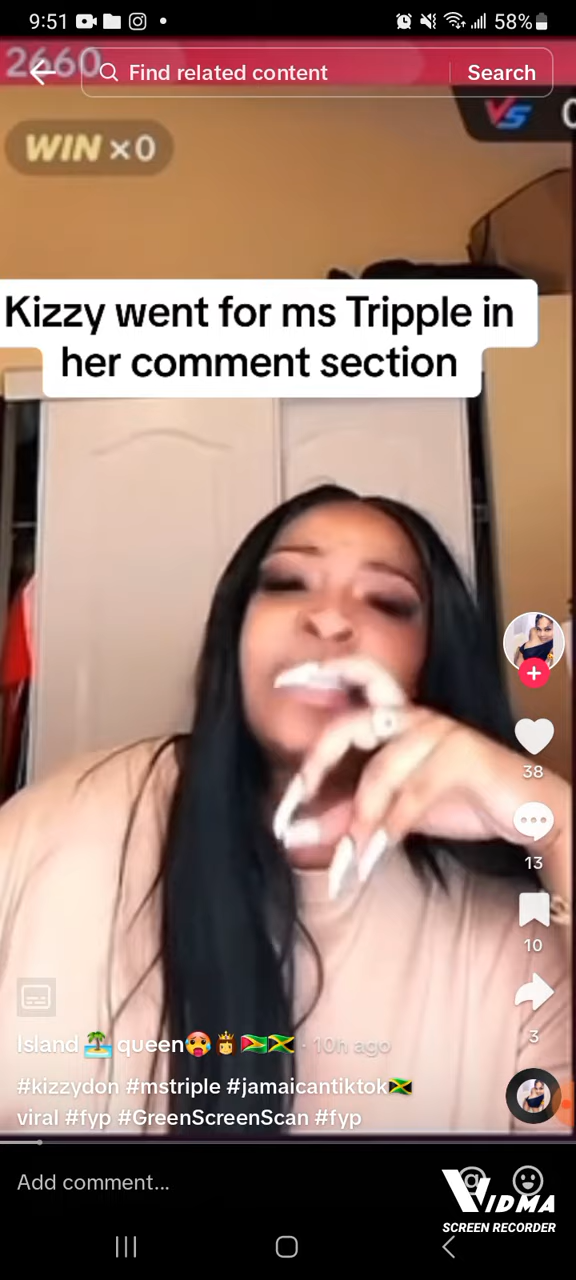 9:51
58%
2660
Find related content
Search
WIN ×0
VS
Kizzy went for ms Tripple in
her comment section
38
13
10
3
Island 🏝️ queen🥵👸🇬🇾🇯🇲 · 10h ago
#kizzydon #mstriple #jamaicantiktok🇯🇲
viral #fyp #GreenScreenScan #fyp
Add comment...
@
VIDMA
SCREEN RECORDER